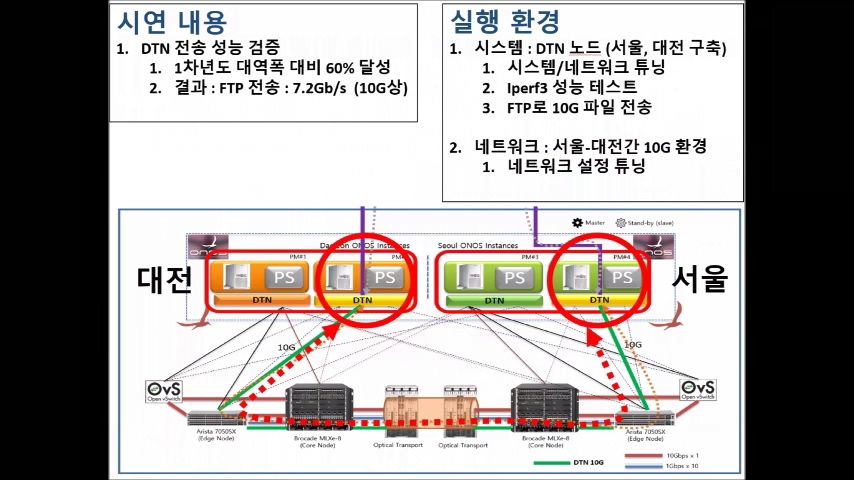 시연 내용
1. DTN 전송 성능 검증
1. 1차년도 대역폭 대비 60% 달성
2. 결과 : FTP 전송 : 7.2Gb/s (10G상)
실행 환경
1. 시스템 : DTN 노드 (서울, 대전 구축)
1. 시스템/네트워크 튜닝
2. Iperf3 성능 테스트
3. FTP로 10G 파일 전송
2. 네트워크 : 서울-대전간 10G 환경
1. 네트워크 설정 튜닝
Master
Stand-by (slave)
Daejeon ONOS Instances
Seoul ONOS Instances
PM#1
PM#3
PM#4
대전
PS
PS
PS
PS
서울
DTN
DTN
DTN
DTN
10G
10G
OVS
Open vSwitch
OVS
Open vSwitch
Arista 7050SX
(Edge Node)
Brocade MLXe-8
(Core Node)
Optical Transport
Optical Transport
Brocade MLXe-8
(Core Node)
Arista 7050SX
(Edge Node)
DTN 10G
10Gbps x 1
1Gbps x 10